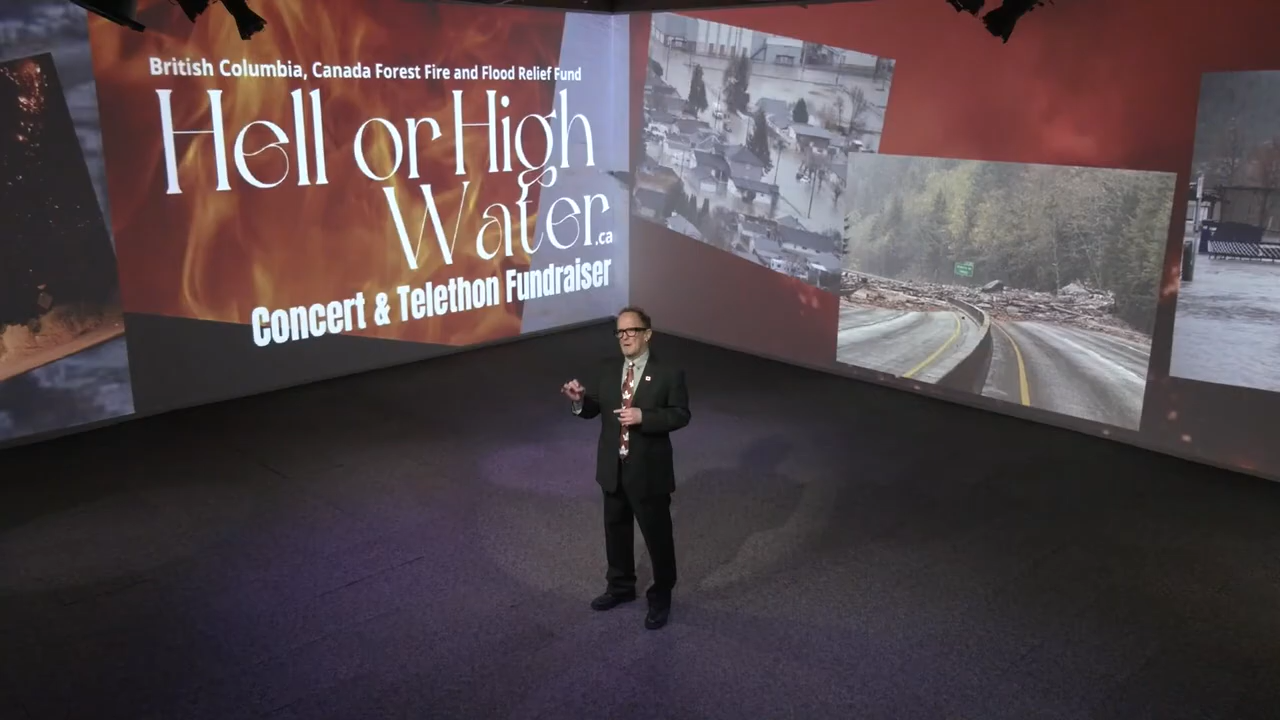 British Columbia, Canada Forest Fire and Flood Relief Fund
Hell or High
Water.ca
Concert & Telethon Fundraiser